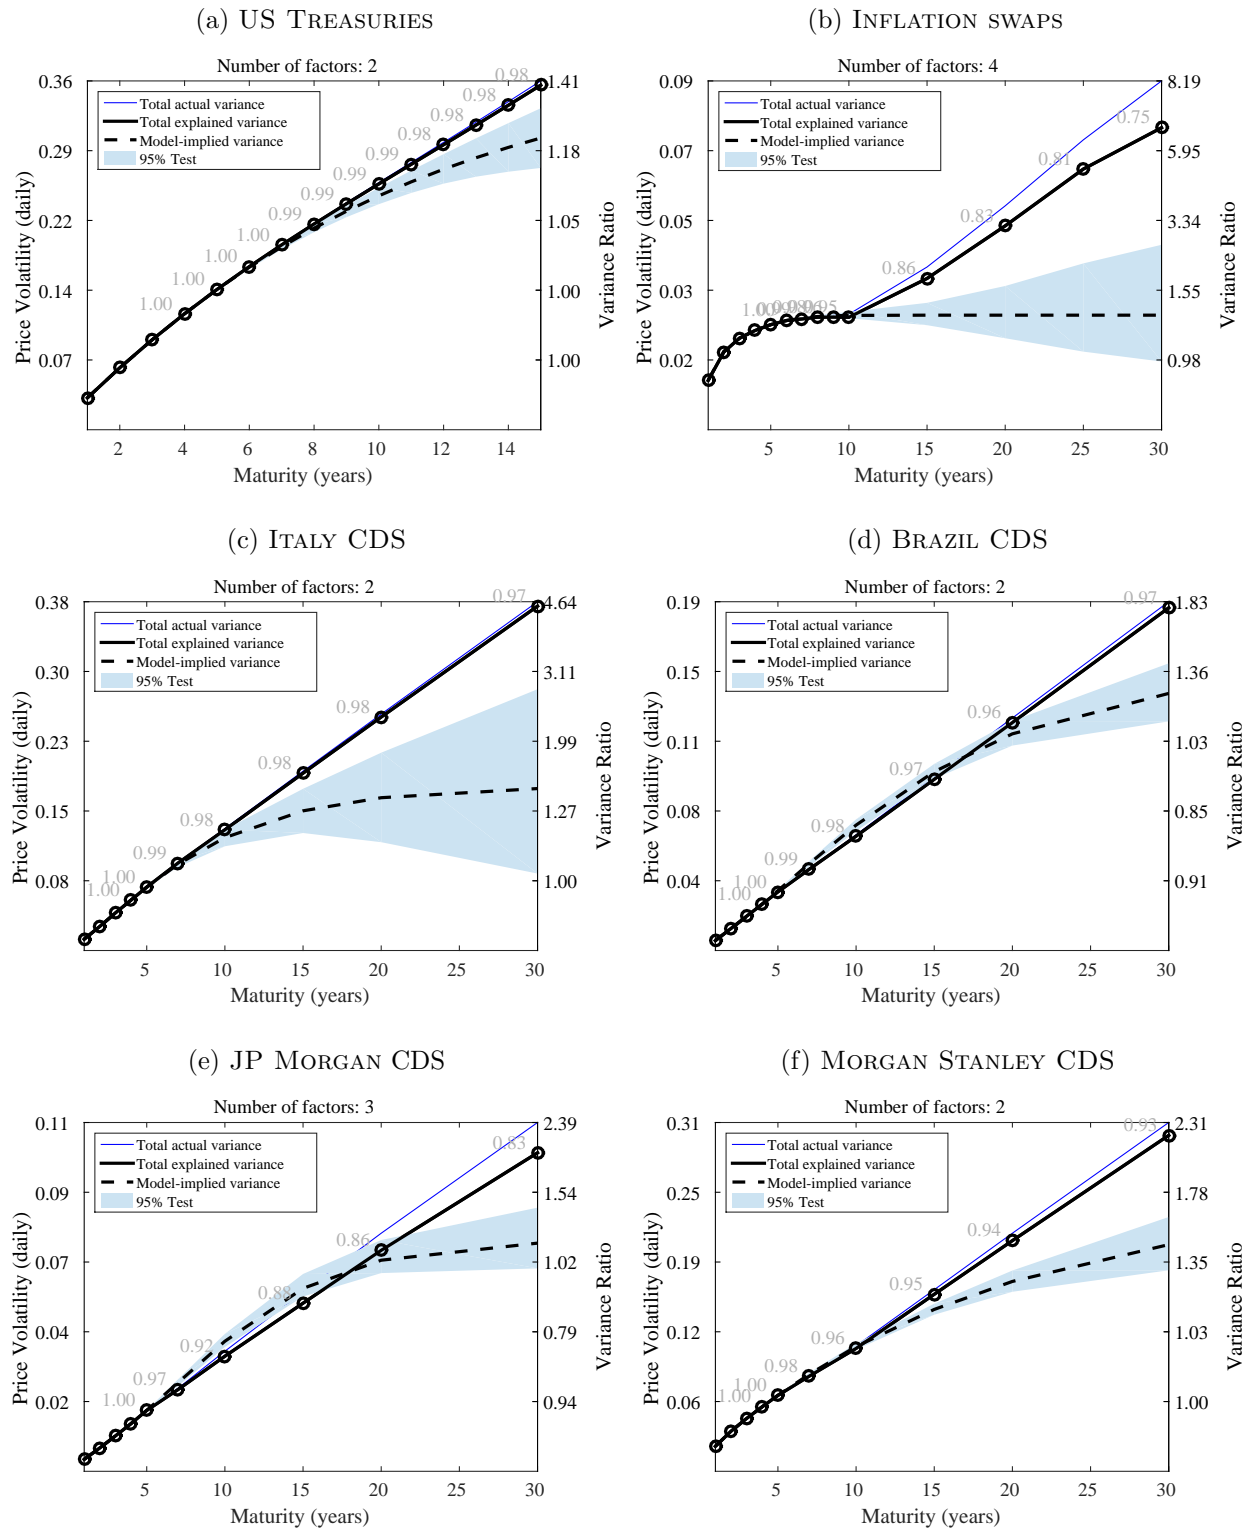 (a) US TREASURIES
Number of factors: 2
Total actual variance
Total explained variance
Model-implied variance
95% Test
Price Volatility (daily)
0.36
0.29
0.22
0.14
0.07
1.41
1.18
1.05
1.00
1.00
Variance Ratio
1.00
1.00
1.00
1.00
0.99
0.99
0.99
0.99
0.98
0.98
0.98
0.98
2 4 6 8 10 12 14
Maturity (years)
(b) INFLATION SWAPS
Number of factors: 4
Total actual variance
Total explained variance
Model-implied variance
95% Test
Price Volatility (daily)
0.09
0.07
0.05
0.03
0.02
8.19
5.95
3.34
1.55
0.98
Variance Ratio
0.95
0.86
0.83
0.81
0.75
5 10 15 20 25 30
Maturity (years)
(c) ITALY CDS
Number of factors: 2
Total actual variance
Total explained variance
Model-implied variance
95% Test
Price Volatility (daily)
0.38
0.30
0.23
0.15
0.08
4.64
3.11
1.99
1.27
1.00
Variance Ratio
1.00
1.00
0.99
0.98
0.98
0.98
0.97
5 10 15 20 25 30
Maturity (years)
(d) BRAZIL CDS
Number of factors: 2
Total actual variance
Total explained variance
Model-implied variance
95% Test
Price Volatility (daily)
0.19
0.15
0.11
0.08
0.04
1.83
1.36
1.03
0.85
0.91
Variance Ratio
1.00
1.00
0.99
0.98
0.97
0.96
0.97
5 10 15 20 25 30
Maturity (years)
(e) JP MORGAN CDS
Number of factors: 3
Total actual variance
Total explained variance
Model-implied variance
95% Test
Price Volatility (daily)
0.11
0.09
0.07
0.04
0.02
2.39
1.54
1.02
0.79
0.94
Variance Ratio
1.00
0.97
0.92
0.88
0.86
0.83
5 10 15 20 25 30
Maturity (years)
(f) MORGAN STANLEY CDS
Number of factors: 2
Total actual variance
Total explained variance
Model-implied variance
95% Test
Price Volatility (daily)
0.31
0.25
0.19
0.12
0.06
2.31
1.78
1.35
1.03
1.00
Variance Ratio
1.00
1.00
0.98
0.96
0.95
0.94
0.93
5 10 15 20 25 30
Maturity (years)